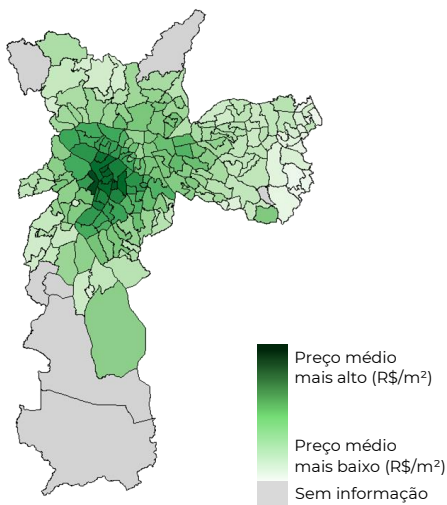 Preço médio
mais alto (R$/m²)
Preço médio
mais baixo (R$/m²)
Sem informação